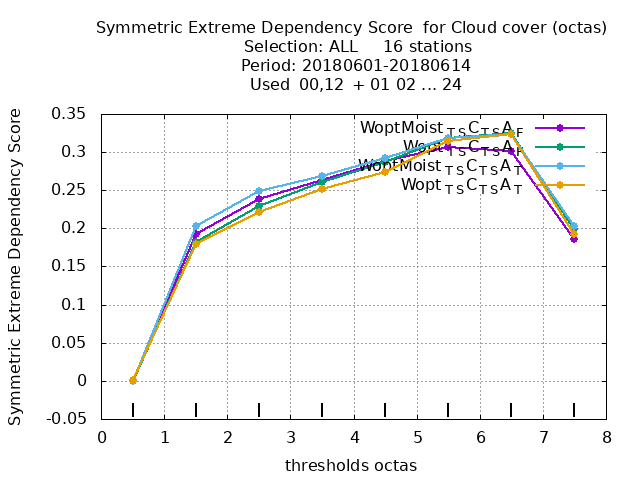 Symmetric Extreme Dependency Score for Cloud cover (octas)
Selection: ALL 16 stations
Period: 20180601-20180614
Used 00,12 + 01 02 ... 24
Symmetric Extreme Dependency Score
0.35
0.3
0.25
0.2
0.15
0.1
0.05
0
-0.05
WoptMoist TS C TS A F
Wopt TS C TS A F
WoptMoist TS C TS A T
Wopt TS C TS A T
0 1 2 3 4 5 6 7 8
thresholds octas